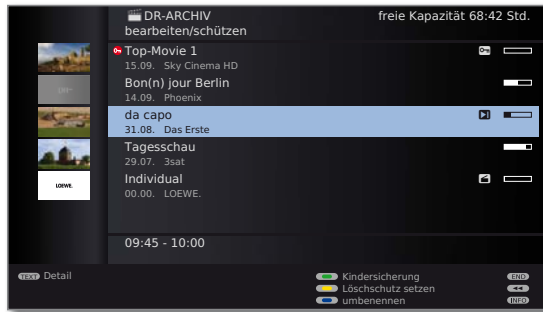 DR-ARCHIV
freie Kapazität 68:42 Std.
bearbeiten/schützen
Top-Movie 1
15.09. Sky Cinema HD
Bon(n) jour Berlin
14.09. Phoenix
da capo
31.08. Das Erste
Tagesschau
29.07. 3sat
LOEWE.
Individual
00.00. LOEWE.
09:45 - 10:00
TEXT Detail
Kindersicherung END
Löschschutz setzen
umbenennen INFO